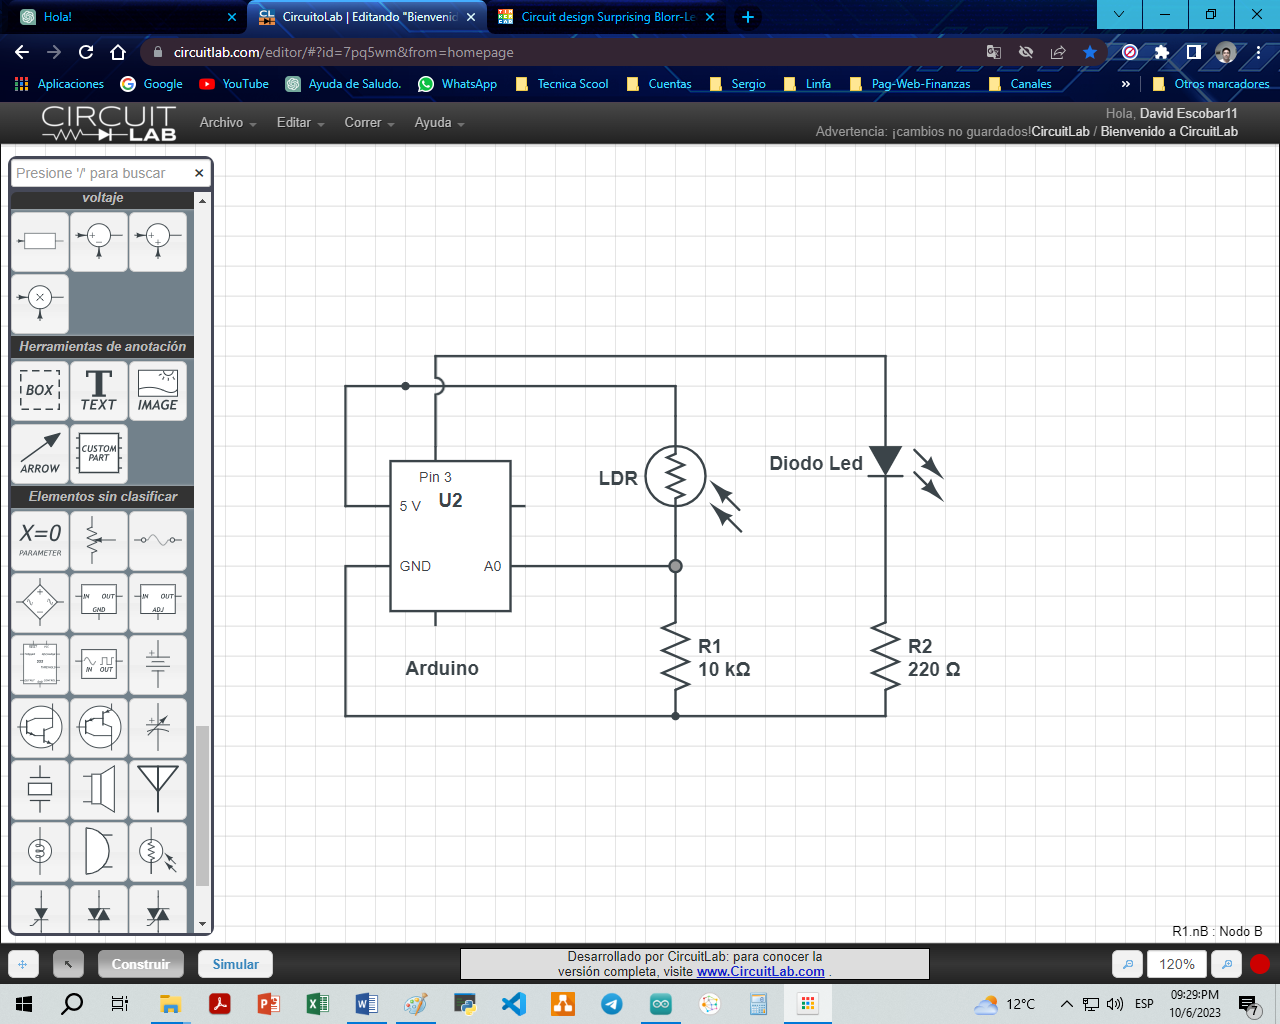 Hola!
CircuitoLab | Editando "Bienvenid
Circuit design Surprising Blorr-Le
circuitlab.com/editor/#?id=7pq5wm&from=homepage
Aplicaciones
Google
YouTube
Ayuda de Saludo.
WhatsApp
Tecnica Scool
Cuentas
Sergio
Linfa
Pag-Web-Finanzas
Canales
»
Otros marcadores
CIRCUIT
LAB
Archivo
Editar
Correr
Ayuda
Hola, David Escobar11
Advertencia: ¡cambios no guardados!CircuitLab / Bienvenido a CircuitLab
Presione '/' para buscar
voltaje
Herramientas de anotación
BOX
TEXT
IMAGE
ARROW
CUSTOM
PART
Elementos sin clasificar
X=0
PARAMETER
IN OUT
GND
IN OUT
ADJ
IN OUT
Pin 3
U2
5 V
GND
A0
Arduino
LDR
Diodo Led
R1
10 kΩ
R2
220 Ω
R1.nB : Nodo B
Construir
Simular
Desarrollado por CircuitLab: para conocer la
versión completa, visite www.CircuitLab.com .
120%
12°C
ESP
09:29:PM
10/6/2023
7